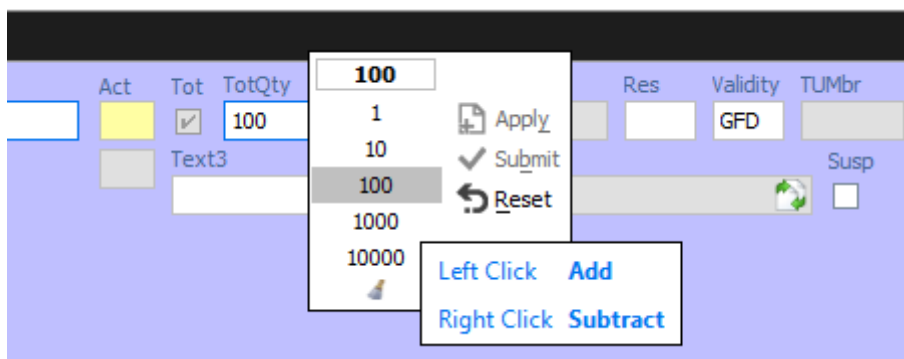 Act Tot TotQty Res Validity TUMbr
100 GFD
Text3 Susp
100
1
10
100
1000
10000
Apply
Submit
Reset
Left Click Add
Right Click Subtract